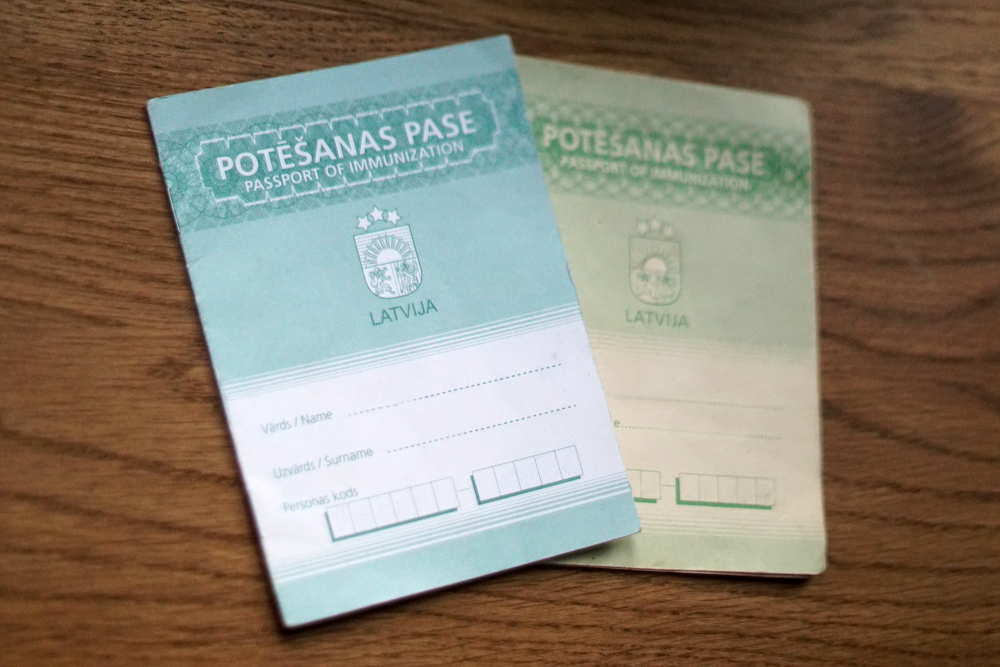 POTĒŠANAS PASE
PASSPORT OF IMMUNIZATION
LATVIJA
Vārds / Name
Uzvārds / Surname
Personas kods
POTĒŠANAS PASE
PASSPORT OF IMMUNIZATION
LATVIJA
e